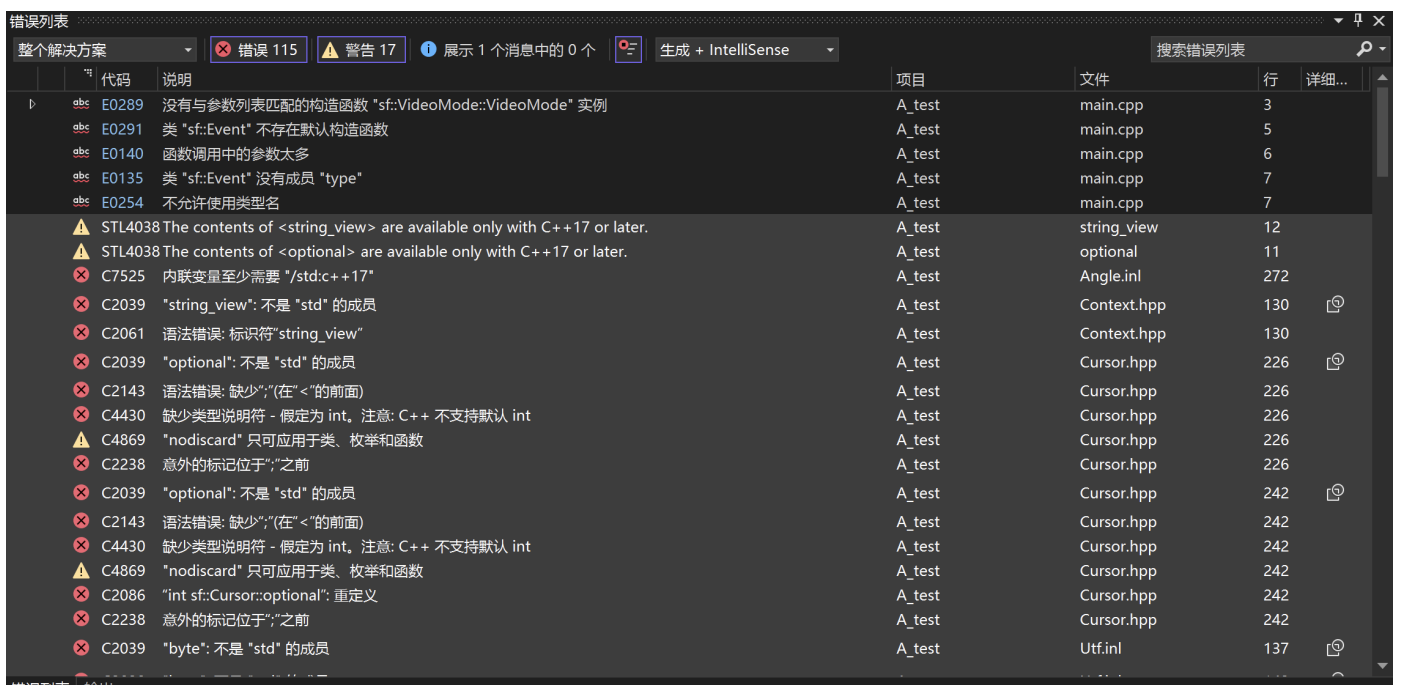 错误列表
整个解决方案 错误 115 警告 17 展示 1 个消息中的 0 个 生成 + IntelliSense 搜索错误列表
代码 说明 项目 文件 行 详细...
abc E0289 没有与参数列表匹配的构造函数 "sf::VideoMode::VideoMode" 实例 A_test main.cpp 3
abc E0291 类 "sf::Event" 不存在默认构造函数 A_test main.cpp 5
abc E0140 函数调用中的参数太多 A_test main.cpp 6
abc E0135 类 "sf::Event" 没有成员 "type" A_test main.cpp 7
abc E0254 不允许使用类型名 A_test main.cpp 7
STL4038 The contents of <string_view> are available only with C++17 or later. A_test string_view 12
STL4038 The contents of <optional> are available only with C++17 or later. A_test optional 11
C7525 内联变量至少需要 "/std:c++17" A_test Angle.inl 272
C2039 "string_view": 不是 "std" 的成员 A_test Context.hpp 130
C2061 语法错误: 标识符“string_view” A_test Context.hpp 130
C2039 "optional": 不是 "std" 的成员 A_test Cursor.hpp 226
C2143 语法错误: 缺少“;”(在“<”的前面) A_test Cursor.hpp 226
C4430 缺少类型说明符 - 假定为 int。注意: C++ 不支持默认 int A_test Cursor.hpp 226
C4869 "nodiscard" 只可应用于类、枚举和函数 A_test Cursor.hpp 226
C2238 意外的标记位于“;”之前 A_test Cursor.hpp 226
C2039 "optional": 不是 "std" 的成员 A_test Cursor.hpp 242
C2143 语法错误: 缺少“;”(在“<”的前面) A_test Cursor.hpp 242
C4430 缺少类型说明符 - 假定为 int。注意: C++ 不支持默认 int A_test Cursor.hpp 242
C4869 "nodiscard" 只可应用于类、枚举和函数 A_test Cursor.hpp 242
C2086 “int sf::Cursor::optional”: 重定义 A_test Cursor.hpp 242
C2238 意外的标记位于“;”之前 A_test Cursor.hpp 242
C2039 "byte": 不是 "std" 的成员 A_test Utf.inl 137